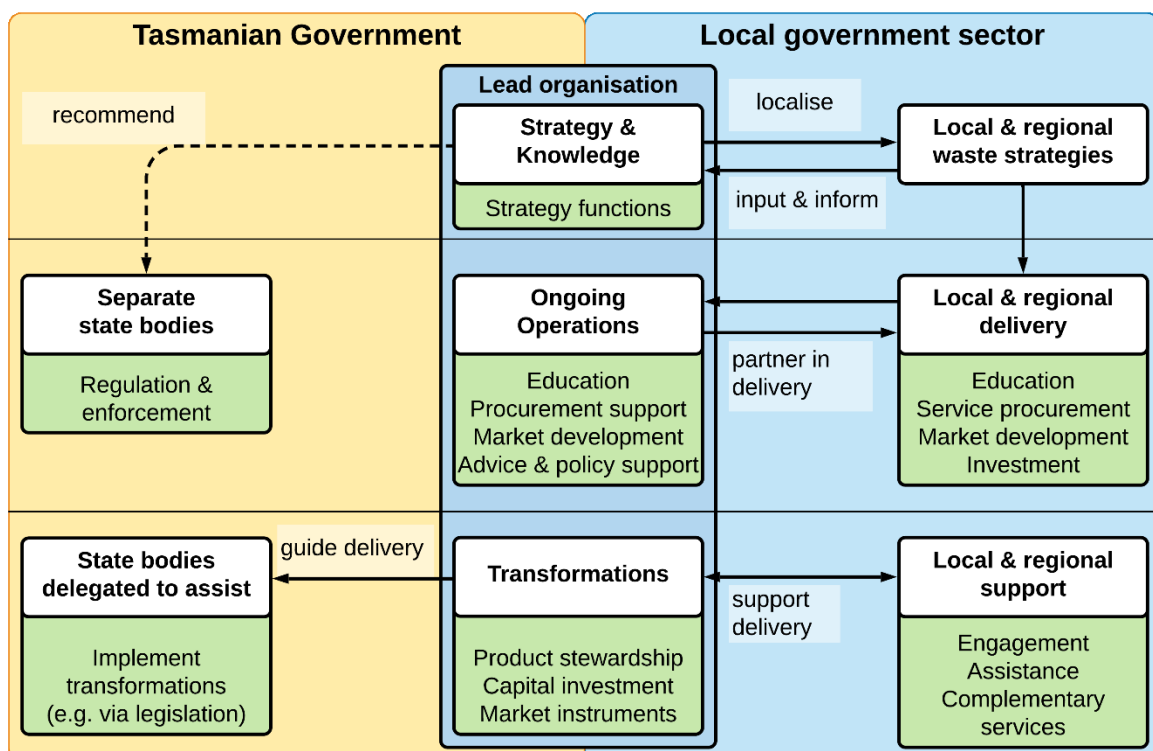 Tasmanian Government
Local government sector
Lead organisation
recommend
Strategy &
Knowledge
Strategy functions
localise
input & inform
Local & regional
waste strategies
Separate
state bodies
Regulation &
enforcement
Ongoing
Operations
Education
Procurement support
Market development
Advice & policy support
partner in
delivery
Local & regional
delivery
Education
Service procurement
Market development
Investment
State bodies
delegated to assist
Implement
transformations
(e.g. via legislation)
guide delivery
Transformations
Product stewardship
Capital investment
Market instruments
support
delivery
Local & regional
support
Engagement
Assistance
Complementary
services